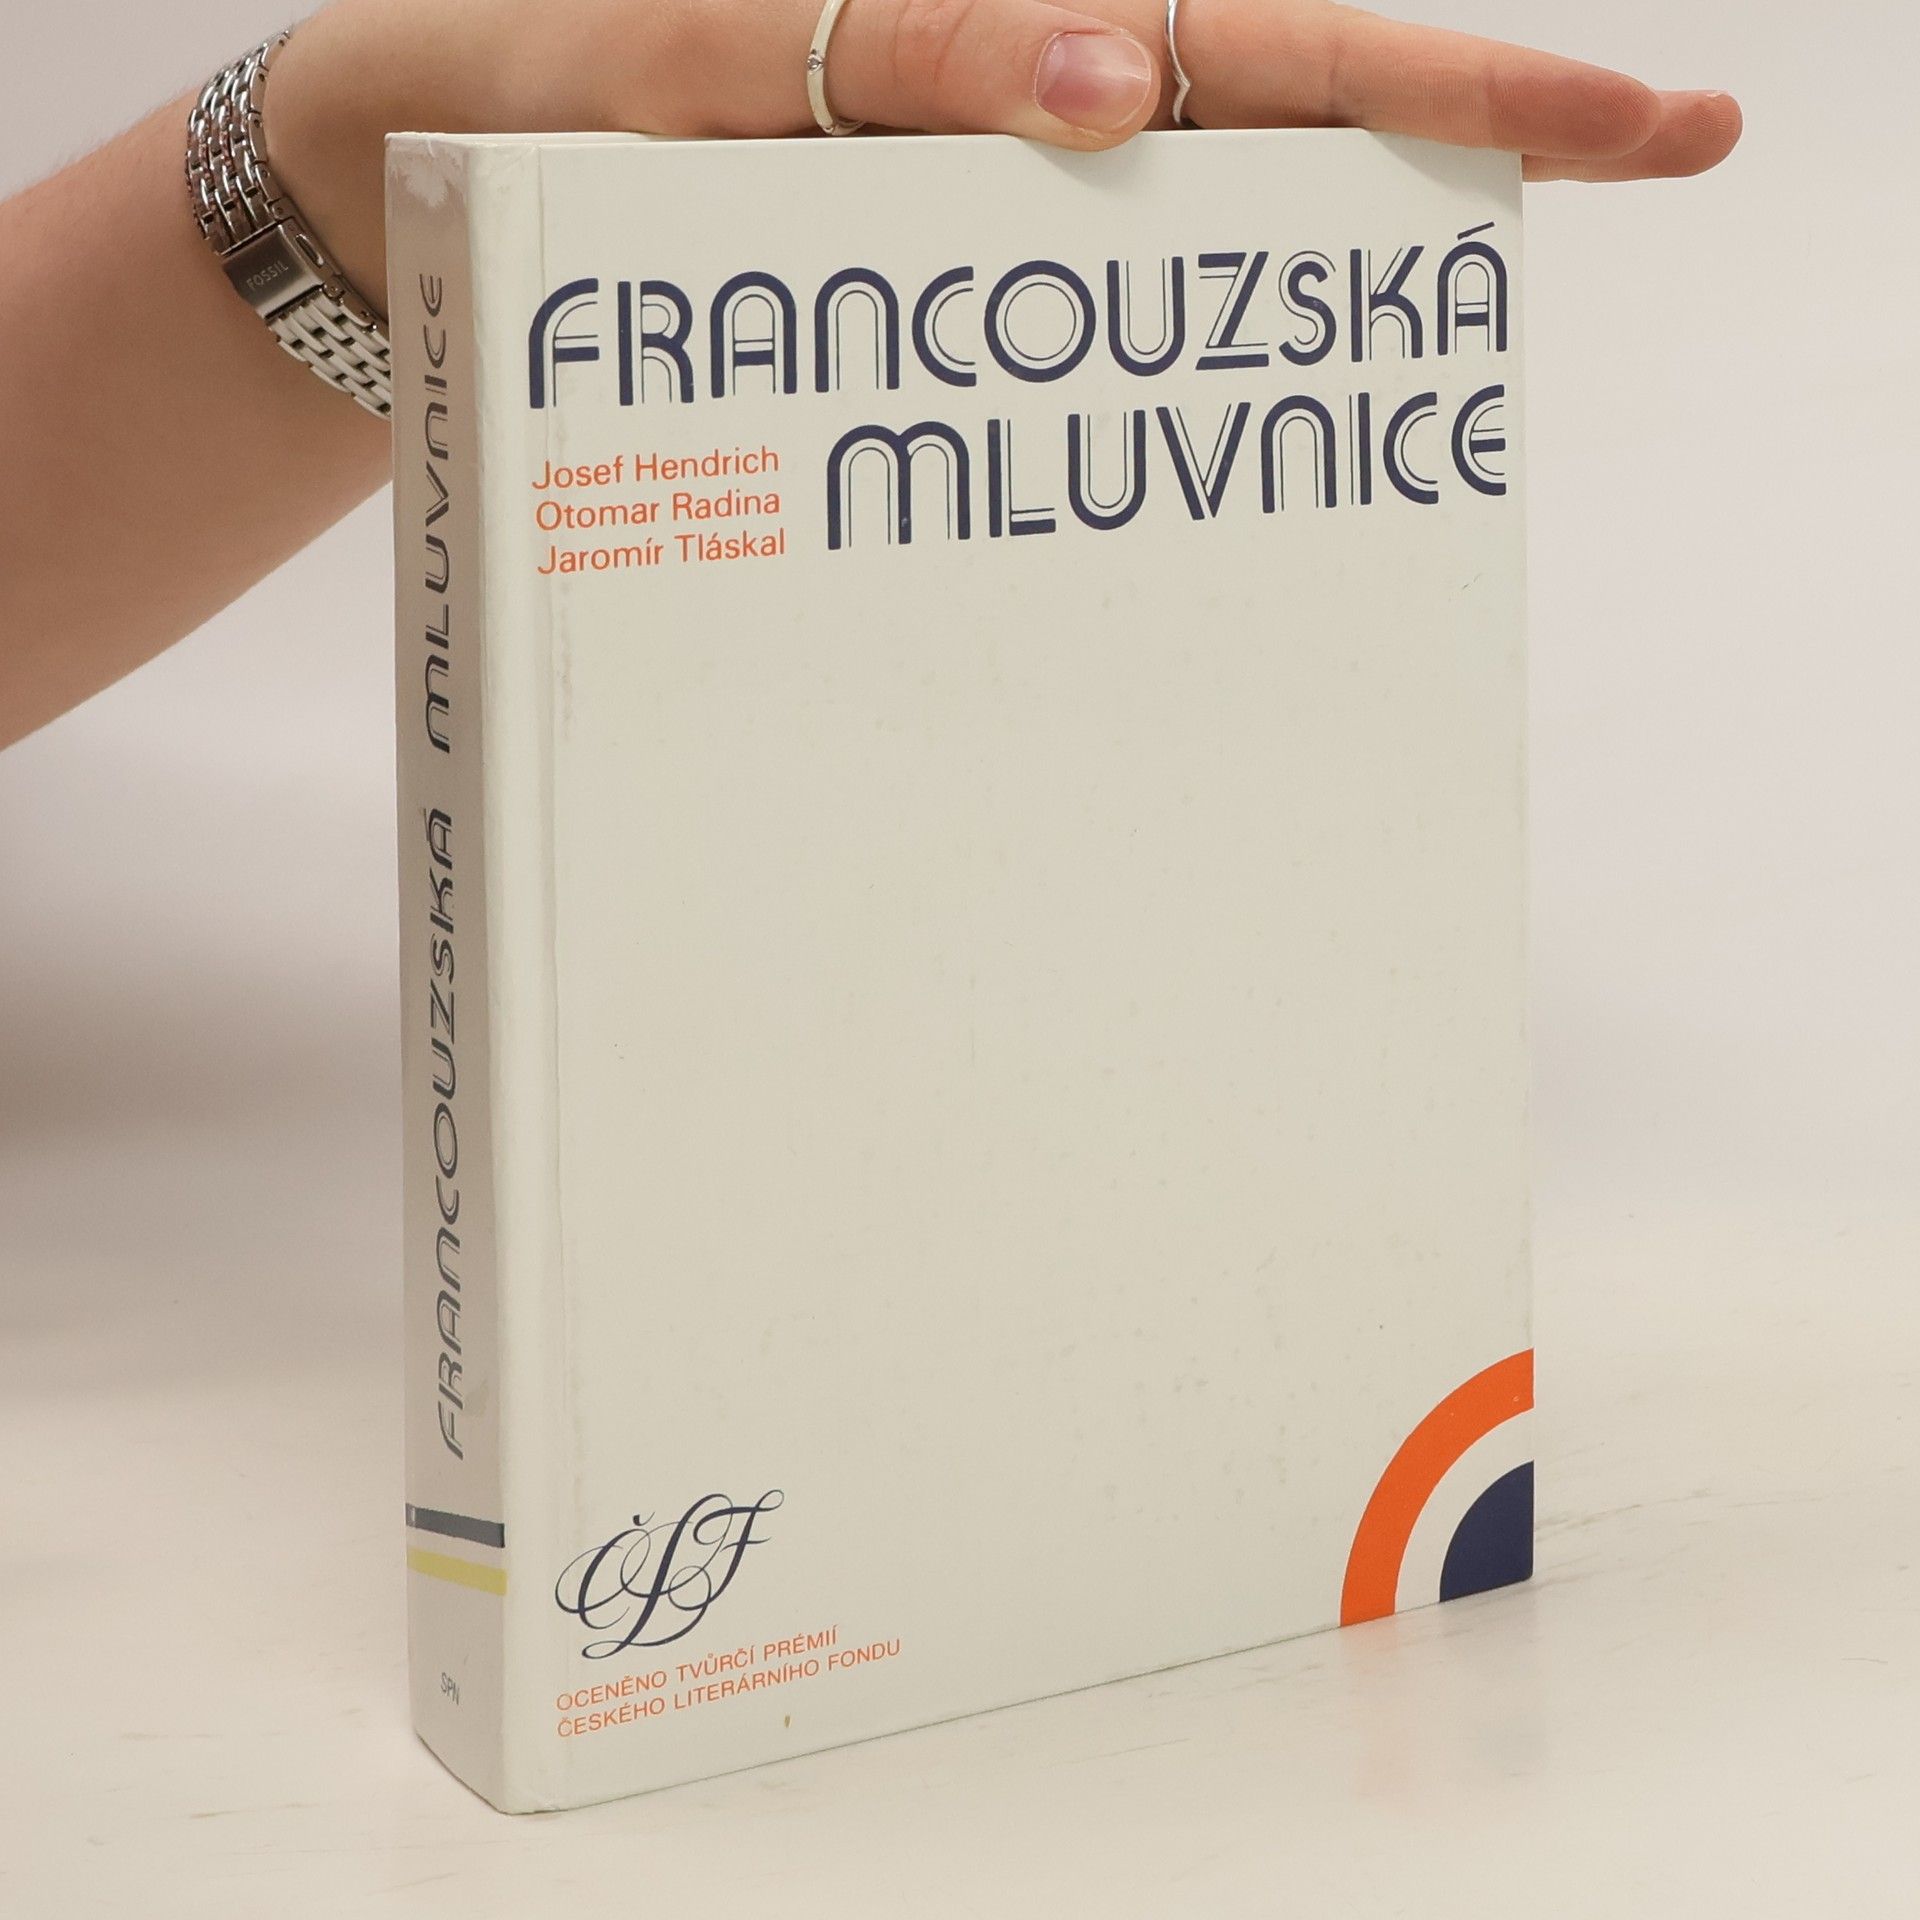 FOSSIL
FRANCOUZSKÁ
MLUVNICE
Josef Hendrich
Otomar Radina
Jaromír Tláskal
FRANCOUZSKÁ MLUVNICE
SPN
ČLF
OCENĚNO TVŮRČÍ PRÉMIÍ
ČESKÉHO LITERÁRNÍHO FONDU